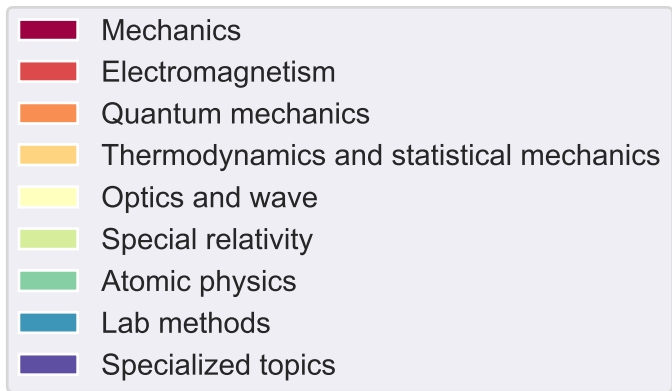 Mechanics
Electromagnetism
Quantum mechanics
Thermodynamics and statistical mechanics
Optics and wave
Special relativity
Atomic physics
Lab methods
Specialized topics